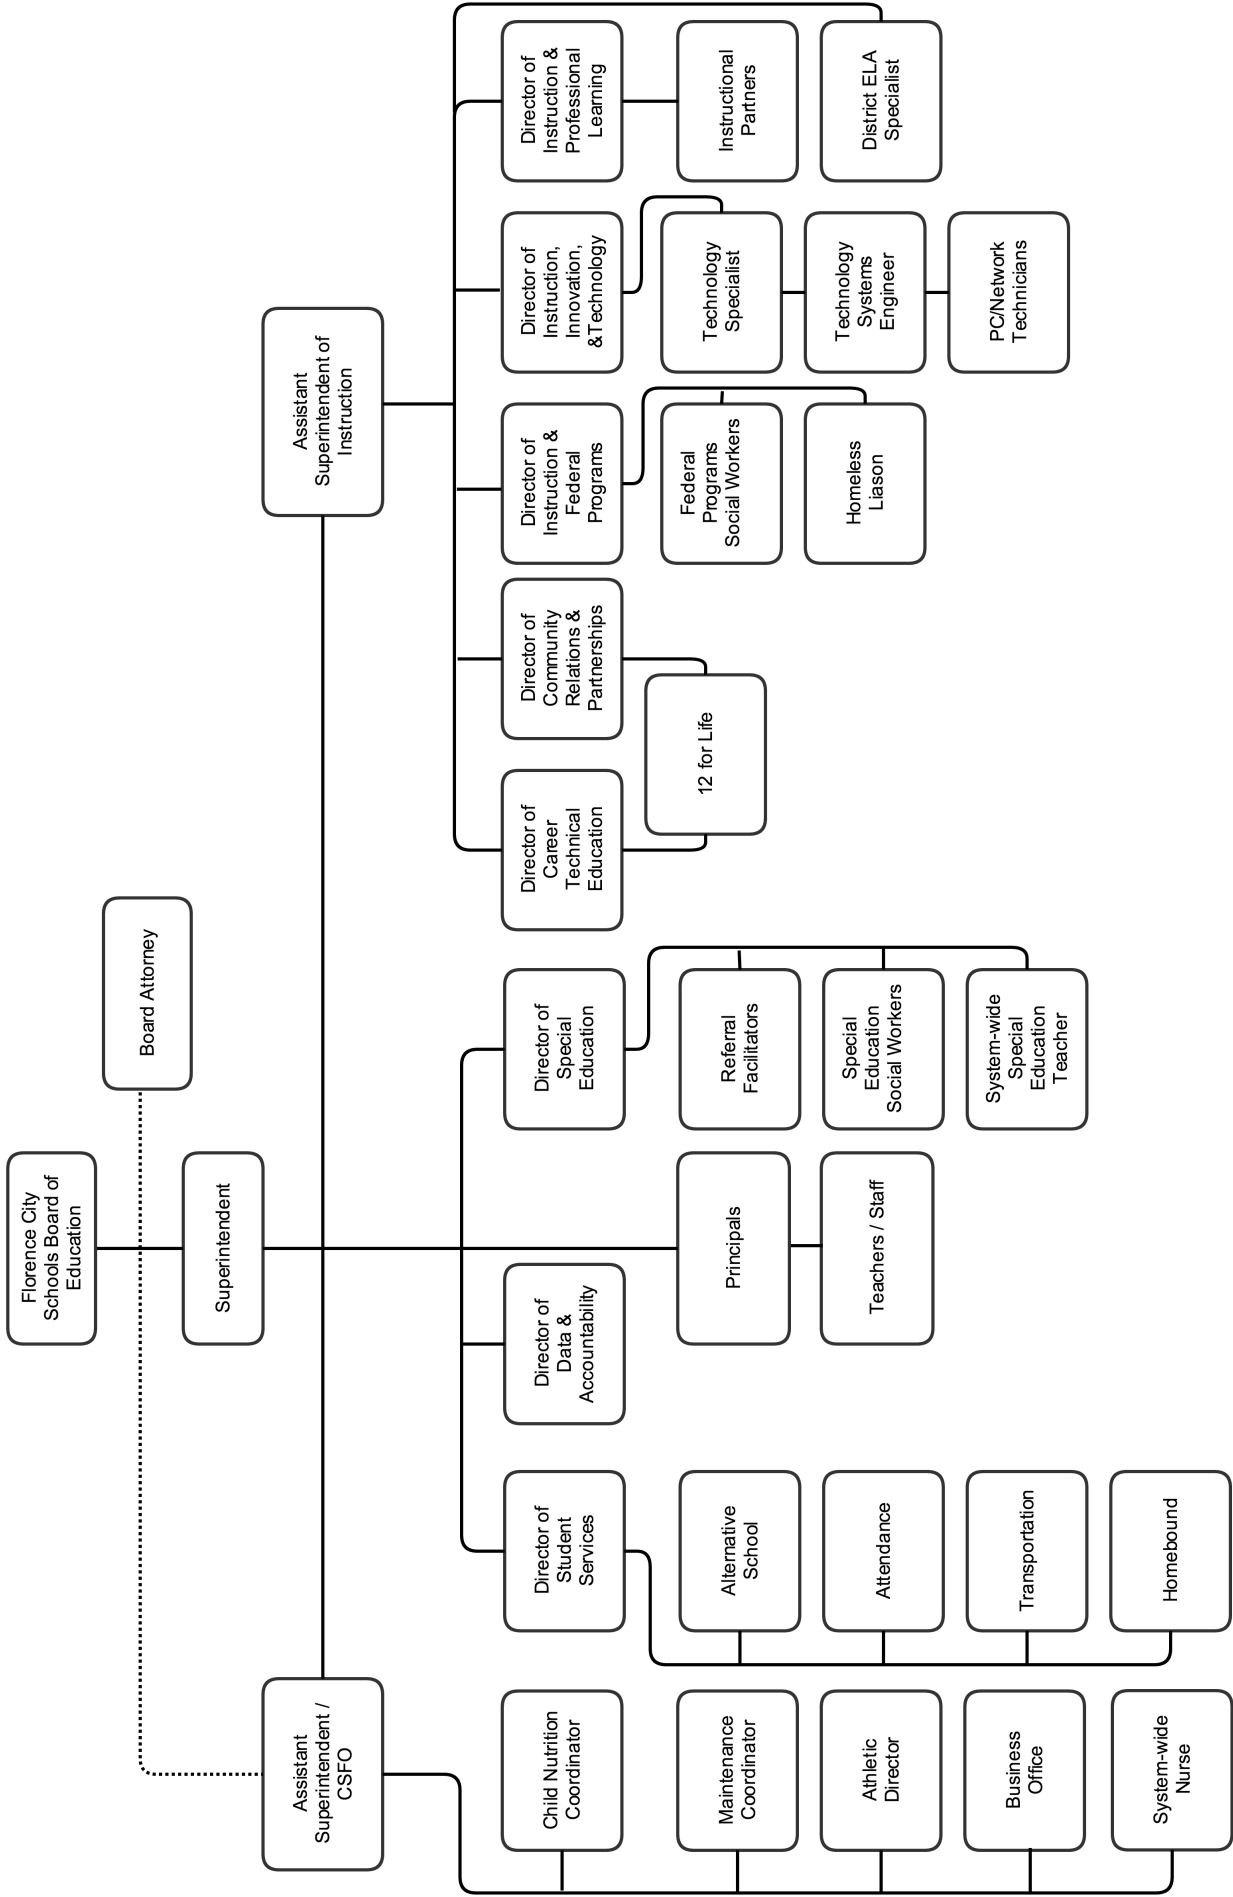 Florence City
Schools Board of
Education
Board Attorney
Superintendent
Assistant
Superintendent /
CSFO
Assistant
Superintendent of
Instruction
Child Nutrition
Coordinator
Maintenance
Coordinator
Athletic
Director
Business
Office
System-wide
Nurse
Director of
Student
Services
Alternative
School
Attendance
Transportation
Homebound
Director of
Data &
Accountability
Principals
Teachers / Staff
Director of
Special
Education
Referral
Facilitators
Special
Education
Social Workers
System-wide
Special
Education
Teacher
Director of
Career
Technical
Education
Director of
Community
Relations &
Partnerships
12 for Life
Director of
Instruction &
Federal
Programs
Federal
Programs
Social Workers
Homeless
Liason
Director of
Instruction,
Innovation,
&Technology
Technology
Specialist
Technology
Systems
Engineer
PC/Network
Technicians
Director of
Instruction &
Professional
Learning
Instructional
Partners
District ELA
Specialist